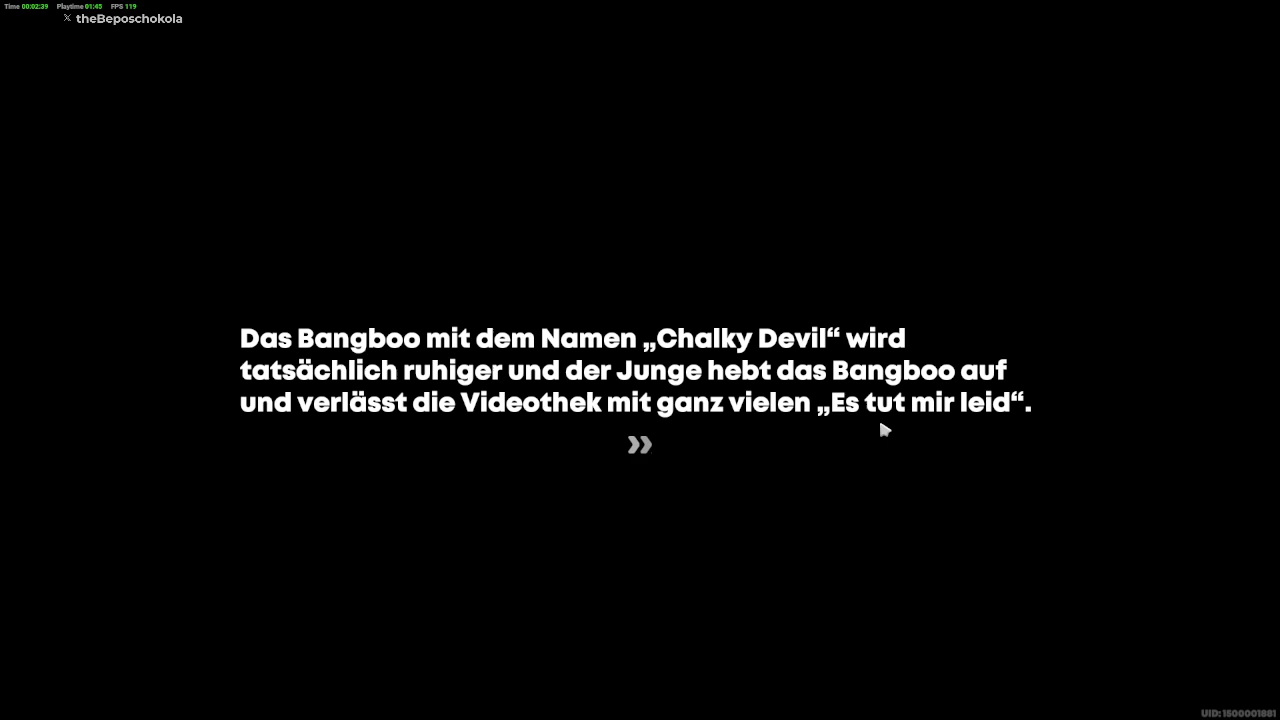 Time 00:02:39 Playtime 01:45 FPS 119
X theBeposchokola
Das Bangboo mit dem Namen „Chalky Devil“ wird
tatsächlich ruhiger und der Junge hebt das Bangboo auf
und verlässt die Videothek mit ganz vielen „Es tut mir leid“.
UID: 1500001881